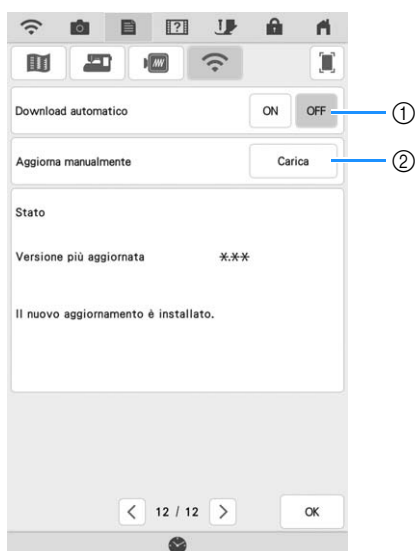 Download automatico ON OFF ①
Aggiorna manualmente Carica ②
Stato
Versione più aggiornata *.**
Il nuovo aggiornamento è installato.
< 12 / 12 > OK